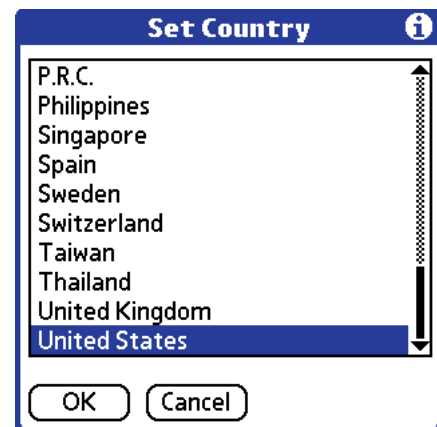 Set Country
P.R.C.
Philippines
Singapore
Spain
Sweden
Switzerland
Taiwan
Thailand
United Kingdom
United States
OK Cancel